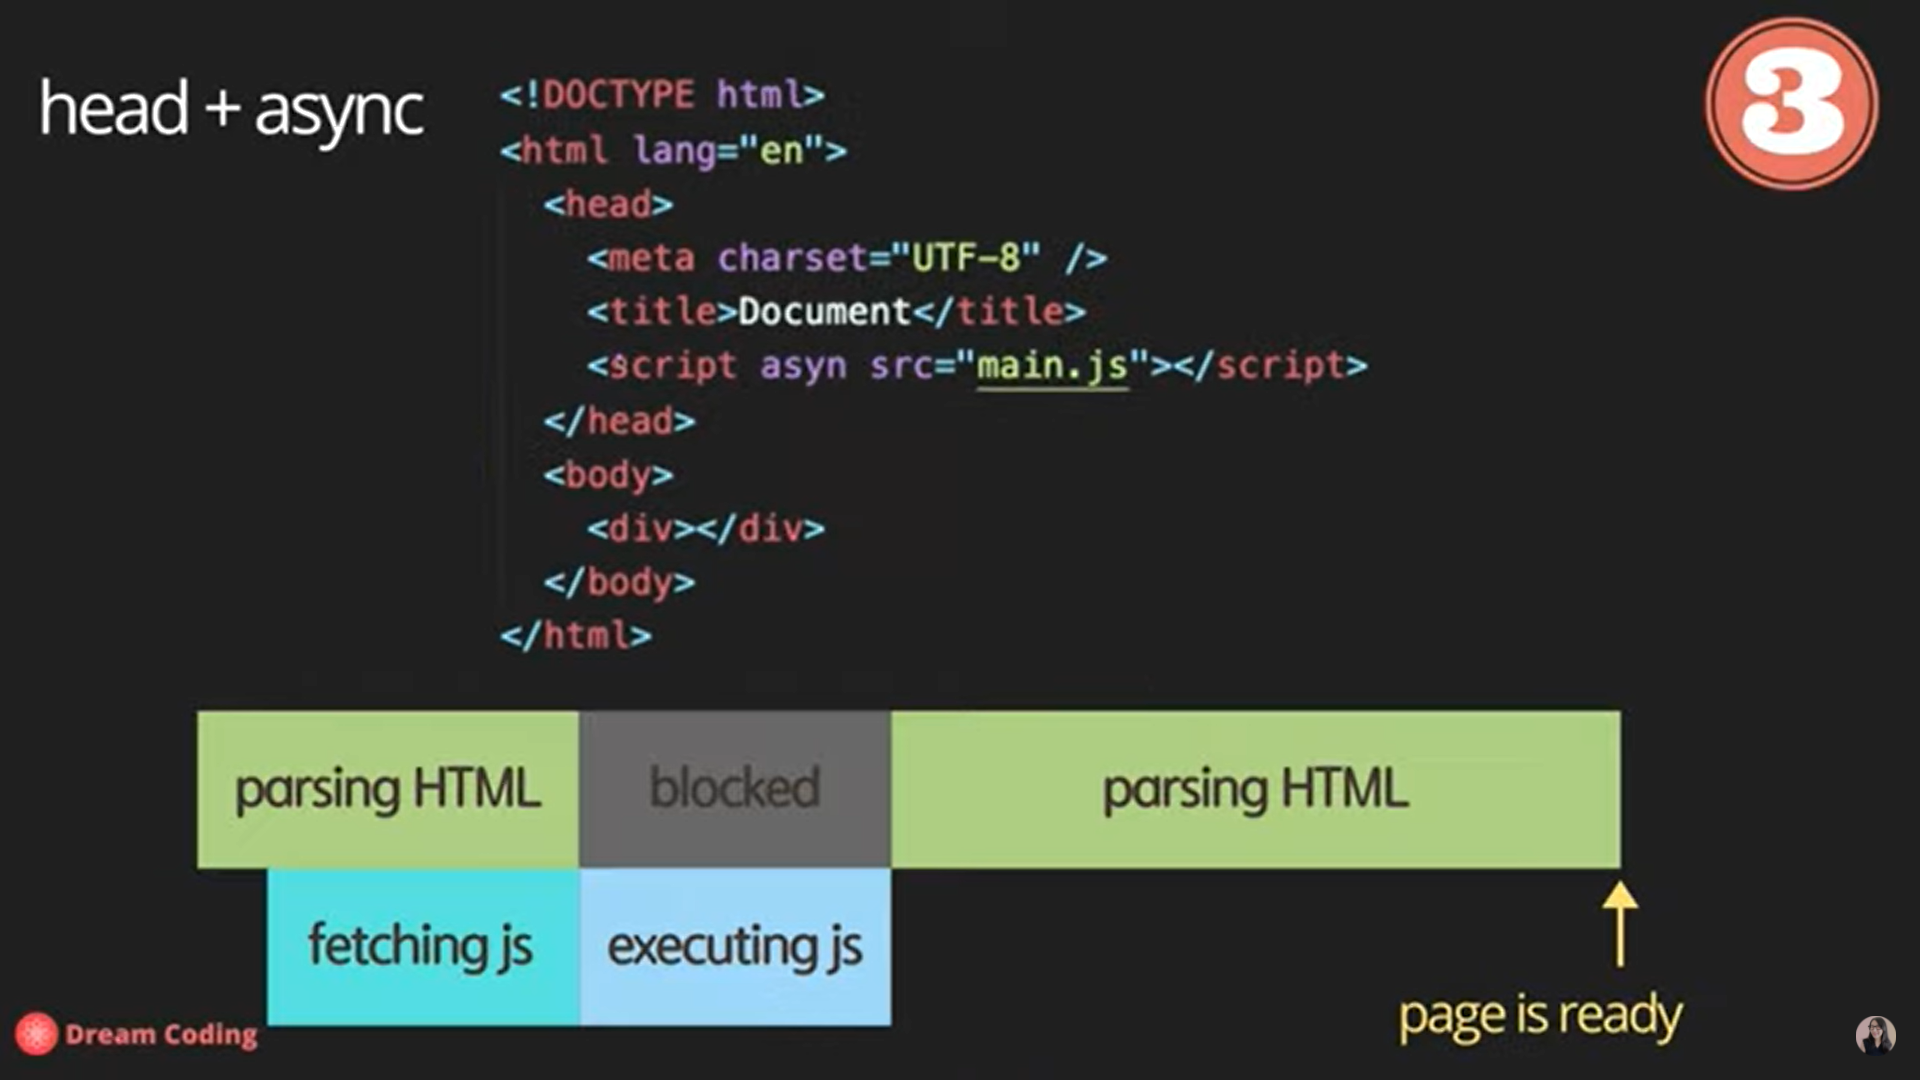 head + async
3
<!DOCTYPE html>
<html lang="en">
<head>
<meta charset="UTF-8" />
<title>Document</title>
<script asyn src="main.js"></script>
</head>
<body>
<div></div>
</body>
</html>
parsing HTML blocked parsing HTML
fetching js executing js
page is ready
Dream Coding